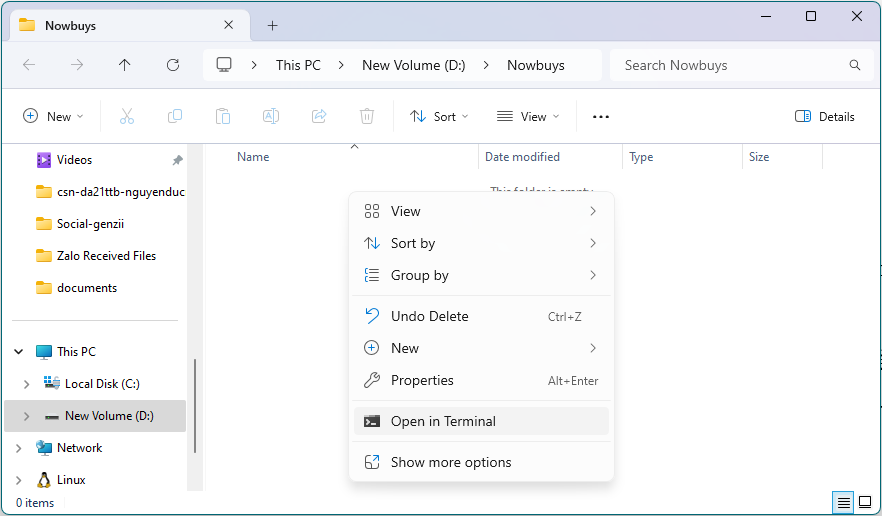 Nowbuys
This PC > New Volume (D:) > Nowbuys
Search Nowbuys
New
Sort
View
Details
Videos
csn-da21ttb-nguyenduc
Social-genzii
Zalo Received Files
documents
This PC
Local Disk (C:)
New Volume (D:)
Network
Linux
Name
Date modified
Type
Size
This folder is empty.
View
Sort by
Group by
Undo Delete Ctrl+Z
New
Properties Alt+Enter
Open in Terminal
Show more options
0 items